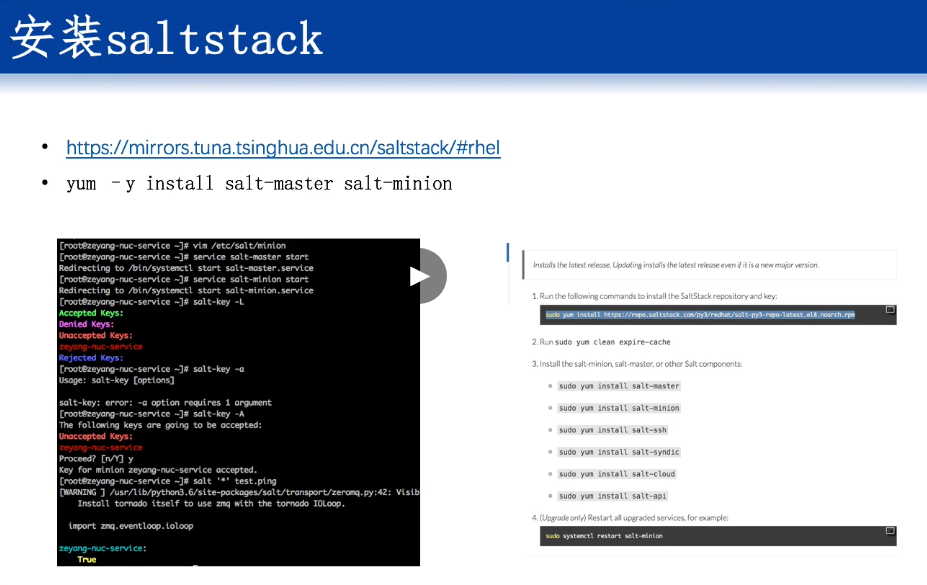 安装saltstack
• https://mirrors.tuna.tsinghua.edu.cn/saltstack/#rhel
• yum -y install salt-master salt-minion
[root@zeyang-nuc-service ~]# vim /etc/salt/minion
[root@zeyang-nuc-service ~]# service salt-master start
Redirecting to /bin/systemctl start salt-master.service
[root@zeyang-nuc-service ~]# service salt-minion start
Redirecting to /bin/systemctl start salt-minion.service
[root@zeyang-nuc-service ~]# salt-key -L
Accepted Keys:
Denied Keys:
Unaccepted Keys:
zeyang-nuc-service
Rejected Keys:
[root@zeyang-nuc-service ~]# salt-key -a
Usage: salt-key [options]
salt-key: error: -a option requires 1 argument
[root@zeyang-nuc-service ~]# salt-key -A
The following keys are going to be accepted:
Unaccepted Keys:
zeyang-nuc-service
Proceed? [n/Y] y
Key for minion zeyang-nuc-service accepted.
[root@zeyang-nuc-service ~]# salt '*' test.ping
[WARNING ] /usr/lib/python3.6/site-packages/salt/transport/zeromq.py:42: Visib
Install tornado itself to use zmq with the tornado IOLoop.
import zmq.eventloop.ioloop
zeyang-nuc-service:
True
Installs the latest release. Updating installs the latest release even if it is a new major version.
1. Run the following commands to install the SaltStack repository and key:
sudo yum install https://repo.saltstack.com/py3/redhat/salt-py3-repo-latest.el8.noarch.rpm
2. Run sudo yum clean expire-cache
3. Install the salt-minion, salt-master, or other Salt components:
sudo yum install salt-master
sudo yum install salt-minion
sudo yum install salt-ssh
sudo yum install salt-syndic
sudo yum install salt-cloud
sudo yum install salt-api
4. (Upgrade only) Restart all upgraded services, for example:
sudo systemctl restart salt-minion